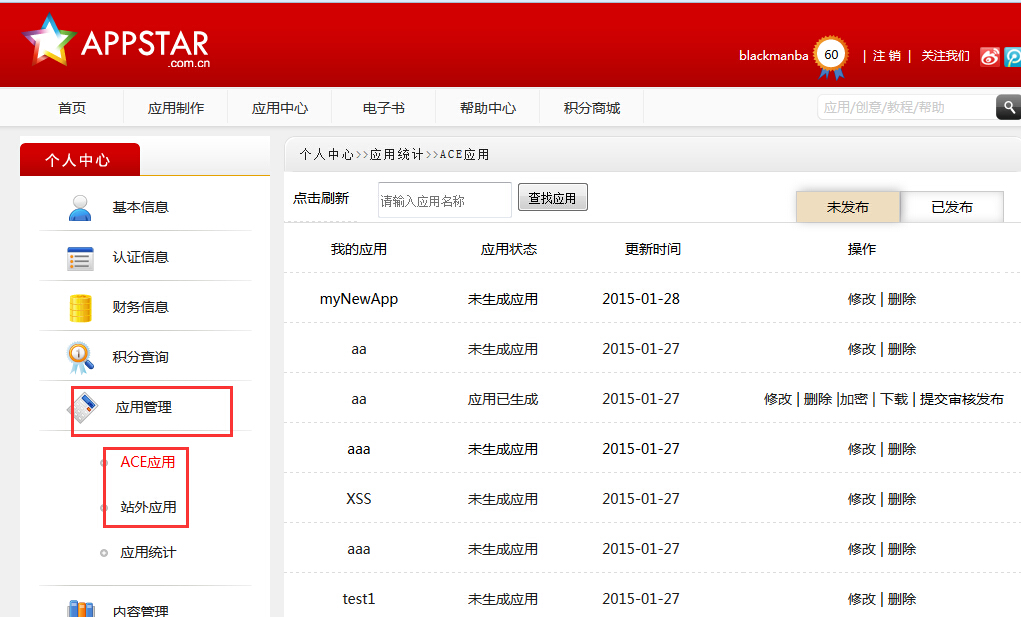 APPSTAR
.com.cn
blackmanba 60 | 注 销 | 关注我们
首页 应用制作 应用中心 电子书 帮助中心 积分商城 应用/创意/教程/帮助
个人中心
基本信息
认证信息
财务信息
积分查询
应用管理
ACE应用
站外应用
应用统计
内容管理
个人中心>>应用统计>>ACE应用
点击刷新 请输入应用名称 查找应用 未发布 已发布
我的应用 应用状态 更新时间 操作
myNewApp 未生成应用 2015-01-28 修改 | 删除
aa 未生成应用 2015-01-27 修改 | 删除
aa 应用已生成 2015-01-27 修改 | 删除 |加密 | 下载 | 提交审核发布
aaa 未生成应用 2015-01-27 修改 | 删除
XSS 未生成应用 2015-01-27 修改 | 删除
aaa 未生成应用 2015-01-27 修改 | 删除
test1 未生成应用 2015-01-27 修改 | 删除